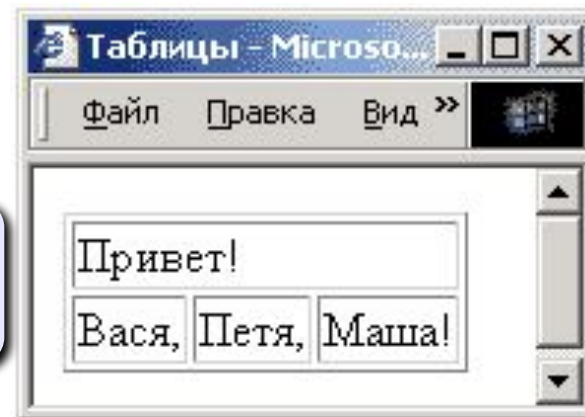 Таблицы - Microso...
Файл Правка Вид »
Привет!
Вася, Петя, Маша!